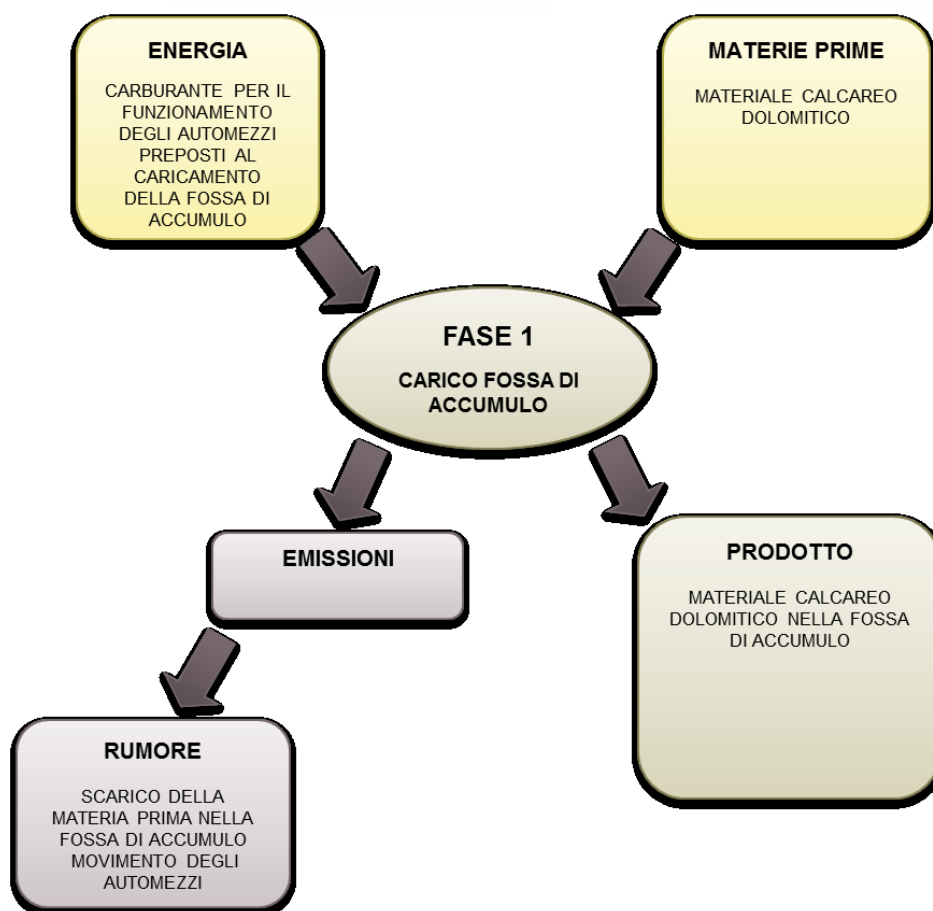 ENERGIA
CARBURANTE PER IL
FUNZIONAMENTO
DEGLI AUTOMEZZI
PREPOSTI AL
CARICAMENTO
DELLA FOSSA DI
ACCUMULO
MATERIE PRIME
MATERIALE CALCAREO
DOLOMITICO
FASE 1
CARICO FOSSA DI
ACCUMULO
EMISSIONI
PRODOTTO
MATERIALE CALCAREO
DOLOMITICO NELLA FOSSA
DI ACCUMULO
RUMORE
SCARICO DELLA
MATERIA PRIMA NELLA
FOSSA DI ACCUMULO
MOVIMENTO DEGLI
AUTOMEZZI